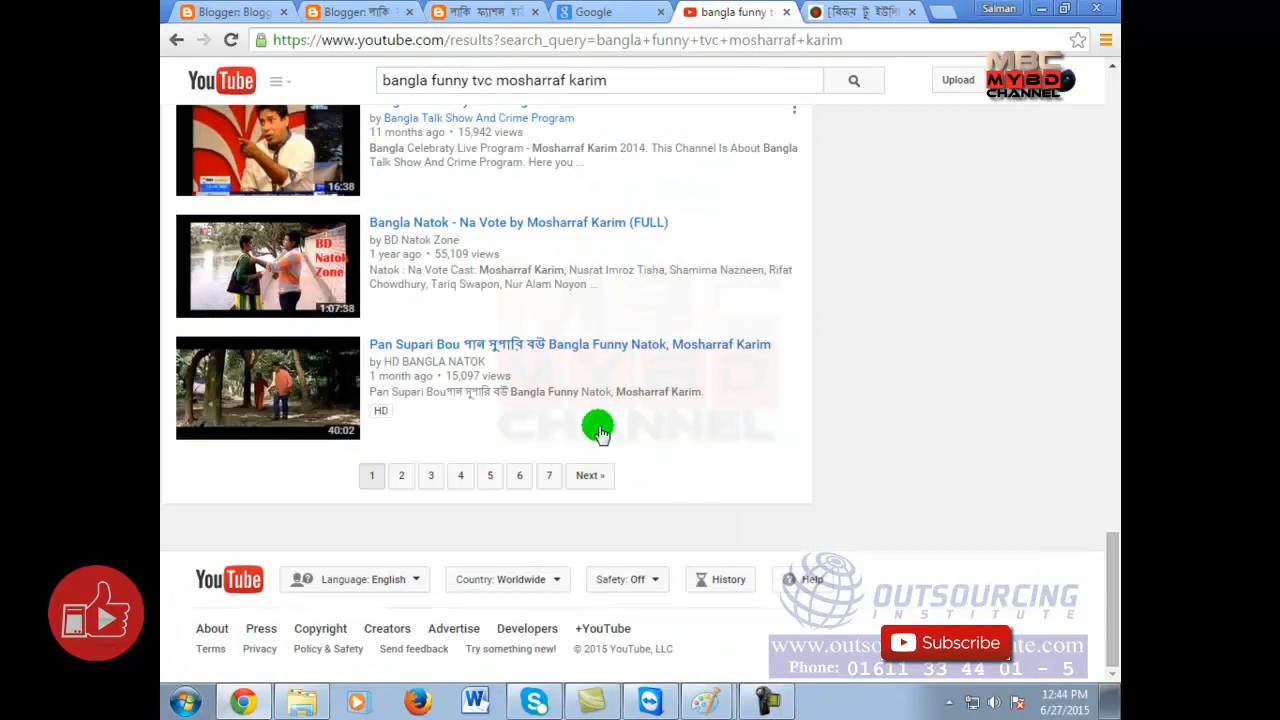 Blogger: Blogg
Blogger: লাকি
লাকি ফ্যাশন হাই
Google
bangla funny t
[বিজয় টু ইউনি
Salman
https://www.youtube.com/results?search_query=bangla+funny+tvc+mosharraf+karim
YouTube
bangla funny tvc mosharraf karim
Upload
MBC
MYBD
CHANNEL
by Bangla Talk Show And Crime Program
11 months ago • 15,942 views
Bangla Celebraty Live Program - Mosharraf Karim 2014. This Channel Is About Bangla
Talk Show And Crime Program. Here you ...
16:38
Bangla Natok - Na Vote by Mosharraf Karim (FULL)
by BD Natok Zone
1 year ago • 55,109 views
Natok : Na Vote Cast: Mosharraf Karim, Nusrat Imroz Tisha, Shamima Nazneen, Rifat
Chowdhury, Tariq Swapon, Nur Alam Noyon ...
BD
Natok
Zone
1:07:38
Pan Supari Bou পান সুপারি বউ Bangla Funny Natok, Mosharraf Karim
by HD BANGLA NATOK
1 month ago • 15,097 views
Pan Supari Bouপান সুপারি বউ Bangla Funny Natok, Mosharraf Karim.
HD
40:02
MBC
MYBD
CHANNEL
1 2 3 4 5 6 7 Next »
YouTube
Language: English
Country: Worldwide
Safety: Off
History
Help
OUTSOURCING
INSTITUTE
About Press Copyright Creators Advertise Developers +YouTube
Terms Privacy Policy & Safety Send feedback Try something new! © 2015 YouTube, LLC
Subscribe
Phone: 01611 33 44 01 - 5
12:44 PM
6/27/2015